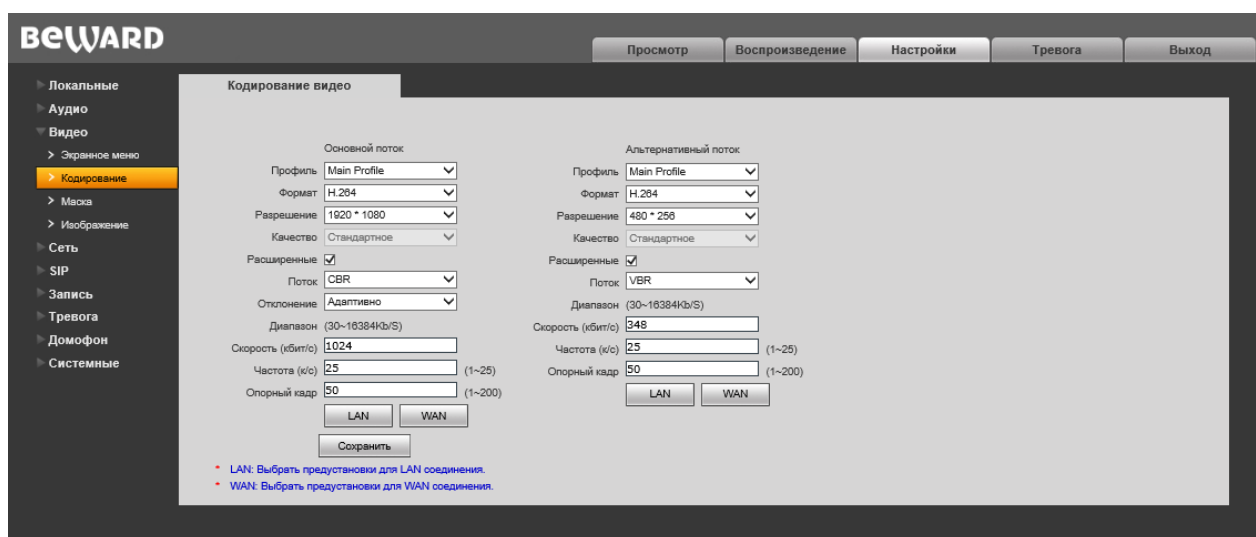 BEWARD
Просмотр Воспроизведение Настройки Тревога Выход
Локальные
Аудио
Видео
Экранное меню
Кодирование
Маска
Изображение
Сеть
SIP
Запись
Тревога
Домофон
Системные
Кодирование видео
Основной поток
Профиль Main Profile
Формат H.264
Разрешение 1920 * 1080
Качество Стандартное
Расширенные
Поток CBR
Отклонение Адаптивно
Диапазон (30~16384Kb/S)
Скорость (кбит/с) 1024
Частота (к/с) 25 (1~25)
Опорный кадр 50 (1~200)
LAN WAN
Сохранить
Альтернативный поток
Профиль Main Profile
Формат H.264
Разрешение 480 * 256
Качество Стандартное
Расширенные
Поток VBR
Диапазон (30~16384Kb/S)
Скорость (кбит/с) 348
Частота (к/с) 25 (1~25)
Опорный кадр 50 (1~200)
LAN WAN
* LAN: Выбрать предустановки для LAN соединения.
* WAN: Выбрать предустановки для WAN соединения.